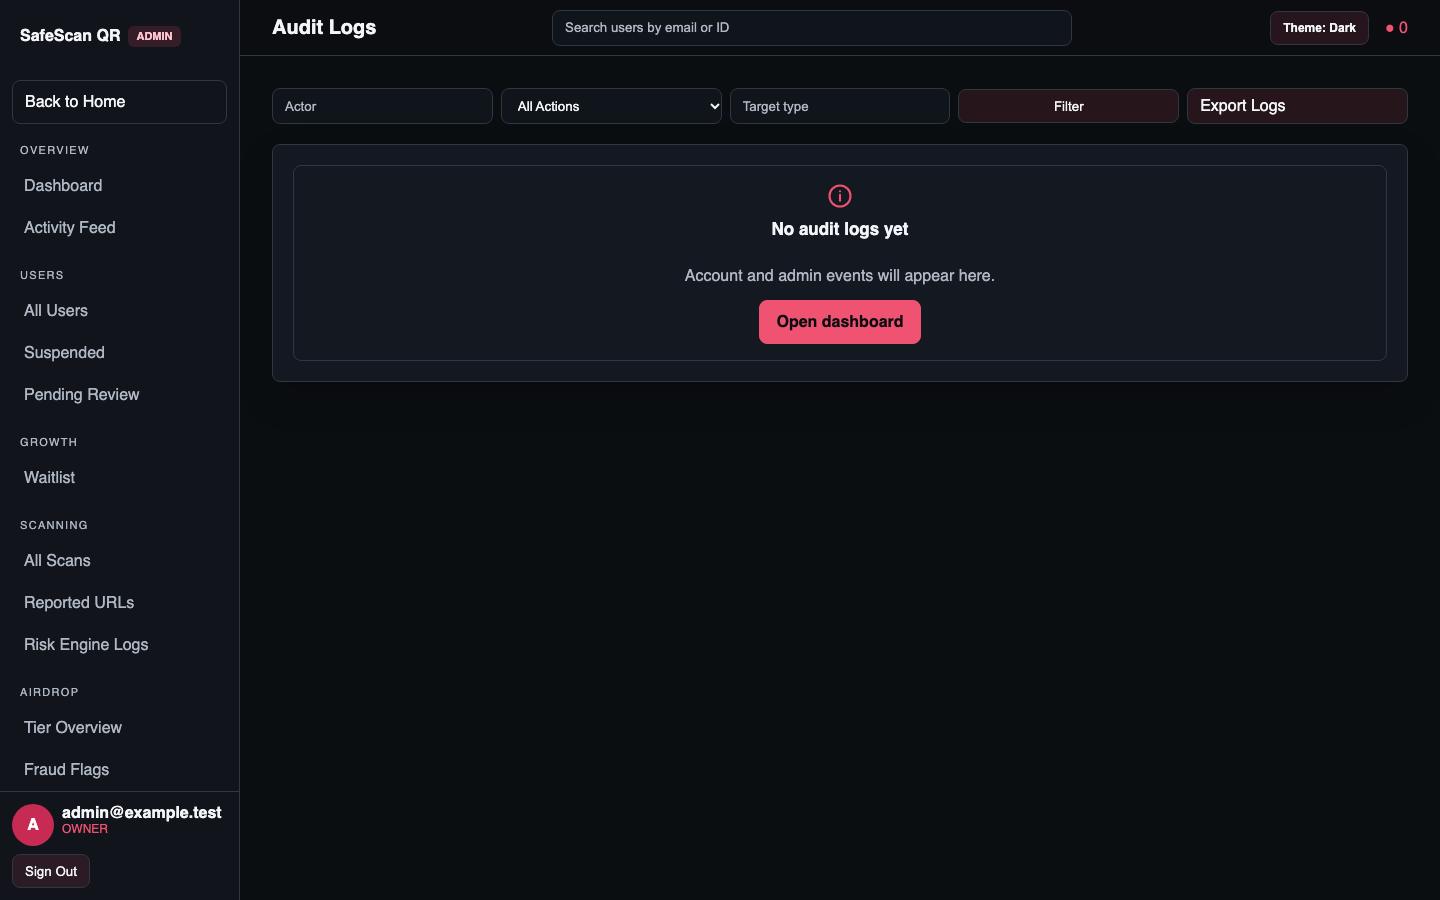 SafeScan QR ADMIN
Back to Home
OVERVIEW
Dashboard
Activity Feed
USERS
All Users
Suspended
Pending Review
GROWTH
Waitlist
SCANNING
All Scans
Reported URLs
Risk Engine Logs
AIRDROP
Tier Overview
Fraud Flags
A
admin@example.test
OWNER
Sign Out
Audit Logs
Search users by email or ID
Theme: Dark
0
Actor
All Actions
Target type
Filter
Export Logs
No audit logs yet
Account and admin events will appear here.
Open dashboard